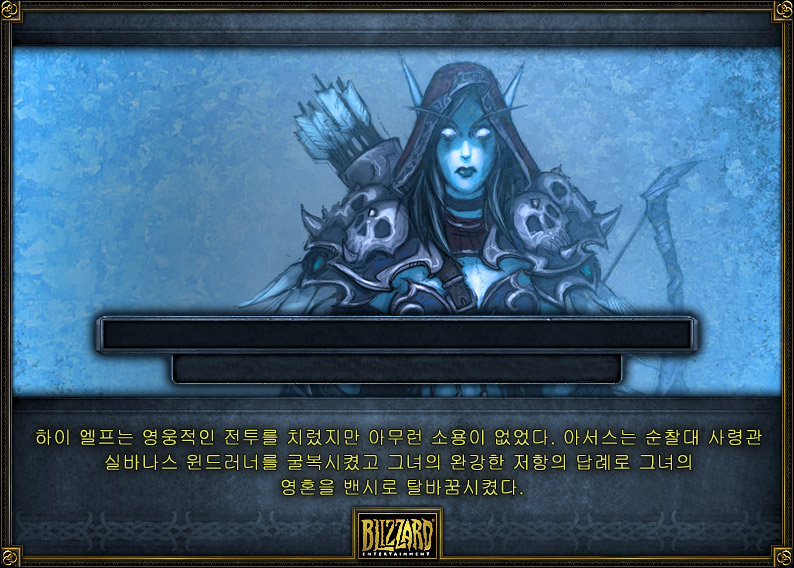 하이 엘프는 영웅적인 전투를 치렀지만 아무런 소용이 없었다. 아서스는 순찰대 사령관
실바나스 윈드러너를 굴복시켰고 그녀의 완강한 저항의 답례로 그녀의
영혼을 밴시로 탈바꿈시켰다.
BLIZZARD
ENTERTAINMENT